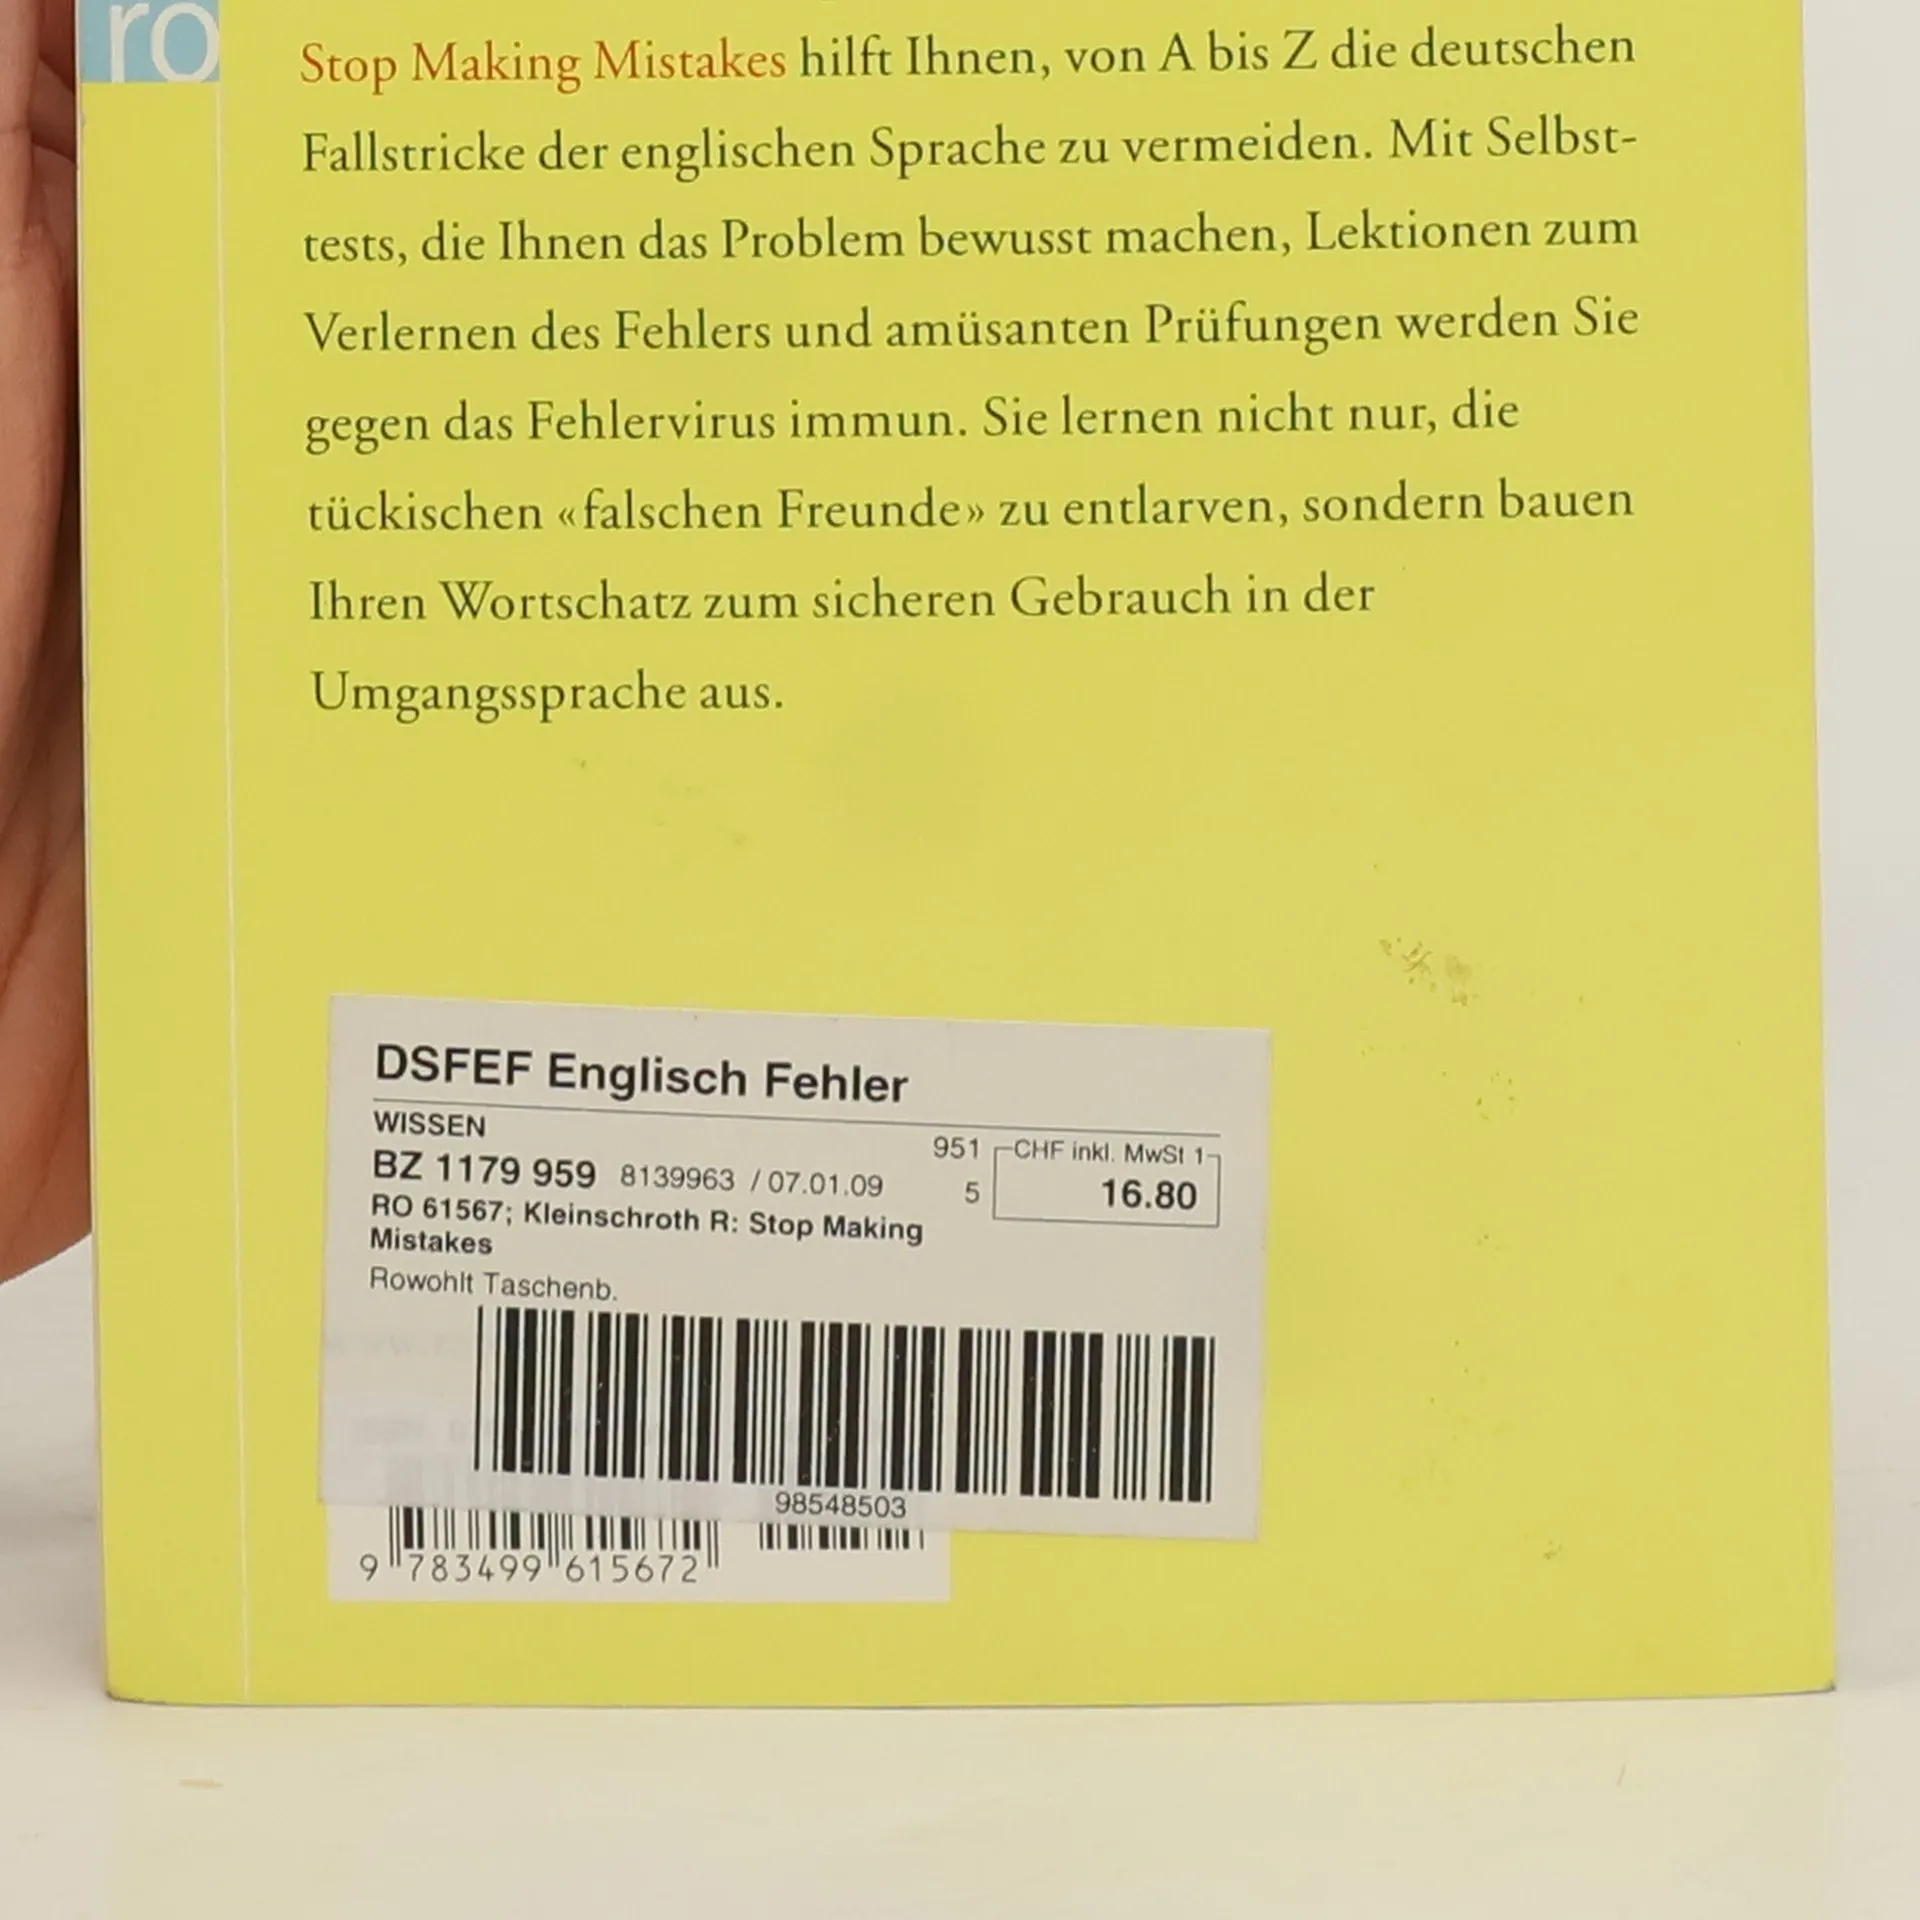 ro
Stop Making Mistakes hilft Ihnen, von A bis Z die deutschen
Fallstricke der englischen Sprache zu vermeiden. Mit Selbst-
tests, die Ihnen das Problem bewusst machen, Lektionen zum
Verlernen des Fehlers und amüsanten Prüfungen werden Sie
gegen das Fehlervirus immun. Sie lernen nicht nur, die
tückischen «falschen Freunde» zu entlarven, sondern bauen
Ihren Wortschatz zum sicheren Gebrauch in der
Umgangssprache aus.
DSFEF Englisch Fehler
WISSEN
951 CHF inkl. MwSt 1
BZ 1179 959 8139963 / 07.01.09 5 16.80
RO 61567; Kleinschroth R: Stop Making
Mistakes
Rowohlt Taschenb.
98548503
9 783499 615672